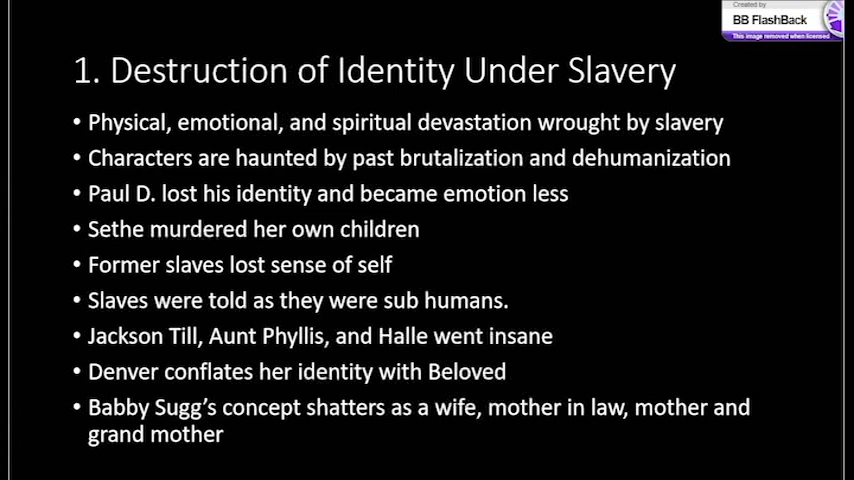 Created by
BB FlashBack
This image removed when licensed
1. Destruction of Identity Under Slavery
• Physical, emotional, and spiritual devastation wrought by slavery
• Characters are haunted by past brutalization and dehumanization
• Paul D. lost his identity and became emotion less
• Sethe murdered her own children
• Former slaves lost sense of self
• Slaves were told as they were sub humans.
• Jackson Till, Aunt Phyllis, and Halle went insane
• Denver conflates her identity with Beloved
• Babby Sugg’s concept shatters as a wife, mother in law, mother and
grand mother